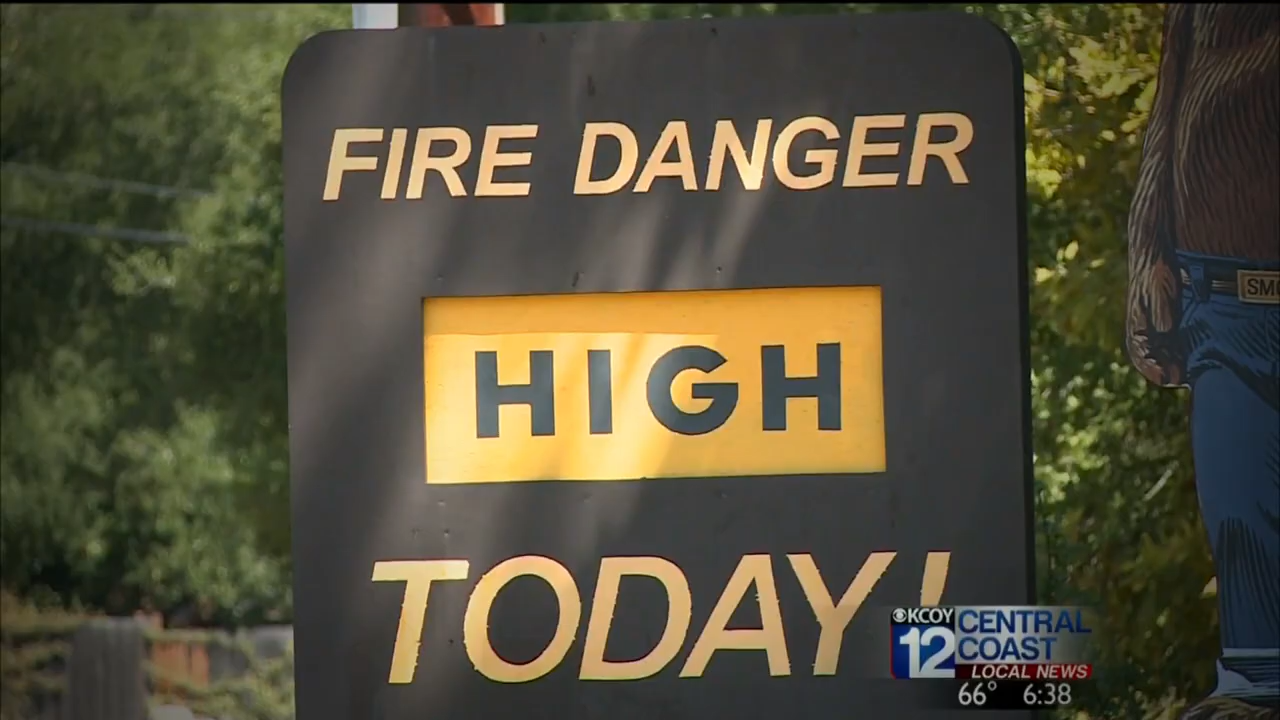 FIRE DANGER
HIGH
TODAY!
KCOY
12
CENTRAL
COAST
LOCAL NEWS
66° 6:38